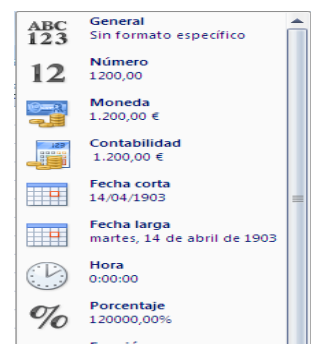 ABC
123
General
Sin formato específico
12
Número
1200,00
Moneda
1.200,00 €
Contabilidad
1.200,00 €
Fecha corta
14/04/1903
Fecha larga
martes, 14 de abril de 1903
Hora
0:00:00
%
Porcentaje
120000,00%